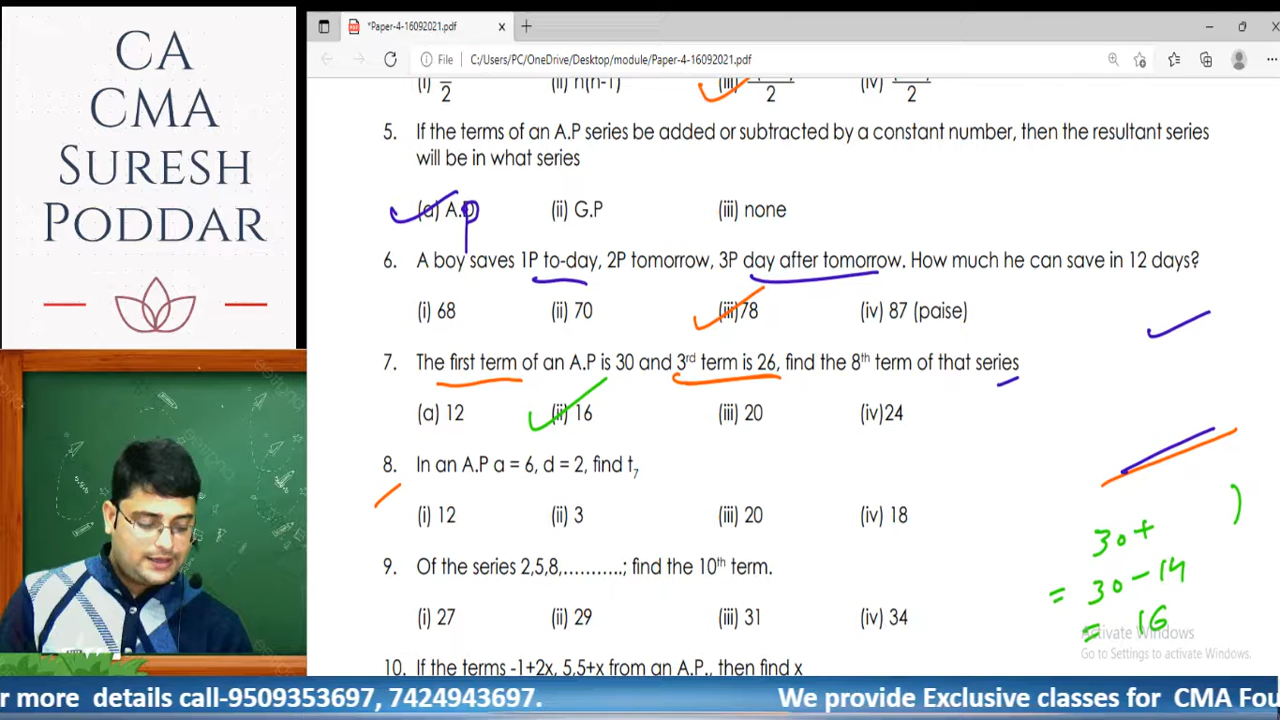 CA
CMA
SURESH
PODDAR
*Paper-4-16092021.pdf
File C:/Users/PC/OneDrive/Desktop/module/Paper-4-16092021.pdf
2 (ii) n(n-1) (iii) 2 (iv) 2
5. If the terms of an A.P series be added or subtracted by a constant number, then the resultant series
will be in what series
(a) A.P (ii) G.P (iii) none
6. A boy saves 1P to-day, 2P tomorrow, 3P day after tomorrow. How much he can save in 12 days?
(i) 68 (ii) 70 (iii) 78 (iv) 87 (paise)
7. The first term of an A.P is 30 and 3rd term is 26, find the 8th term of that series
(a) 12 (ii) 16 (iii) 20 (iv)24
8. In an A.P a = 6, d = 2, find t7
(i) 12 (ii) 3 (iii) 20 (iv) 18
30+ )
= 30-14
= 16
9. Of the series 2,5,8,...........; find the 10th term.
(i) 27 (ii) 29 (iii) 31 (iv) 34
10. If the terms -1+2x, 5,5+x from an A.P., then find x
Activate Windows
Go to Settings to activate Windows.
r more details call-9509353697, 7424943697. We provide Exclusive classes for CMA Fou